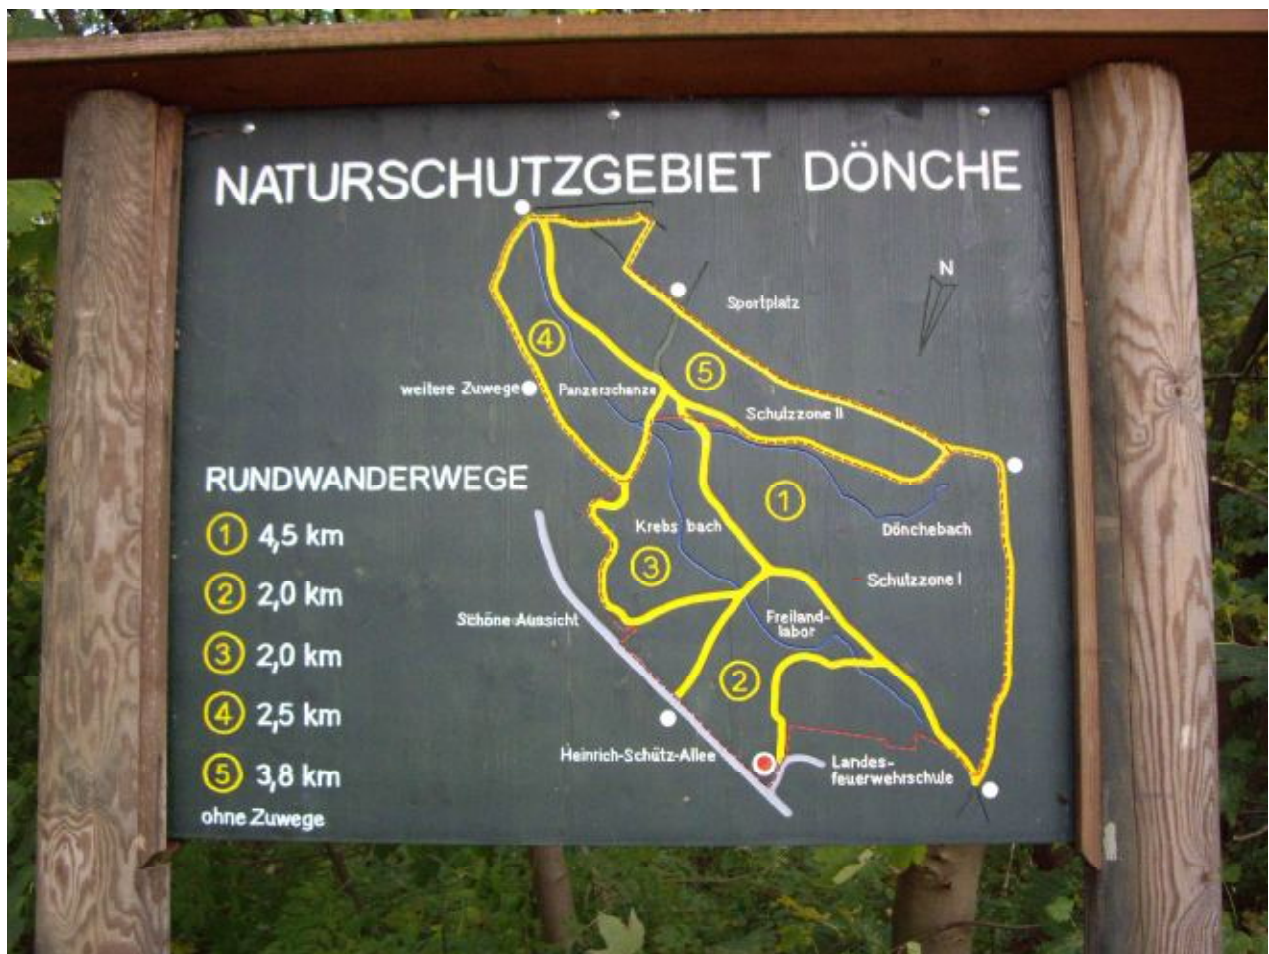 NATURSCHUTZGEBIET DÖNCHE
N
Sportplatz
4
5
weitere Zuwege
Panzerschanze
Schutzzone II
RUNDWANDERWEGE
1
Krebsbach
Dönchebach
1 4,5 km
3
Schutzzone I
2 2,0 km
Schöne Aussicht
Freiland-
labor
3 2,0 km
2
4 2,5 km
Heinrich-Schütz-Allee
Landes-
feuerwehrschule
5 3,8 km
ohne Zuwege